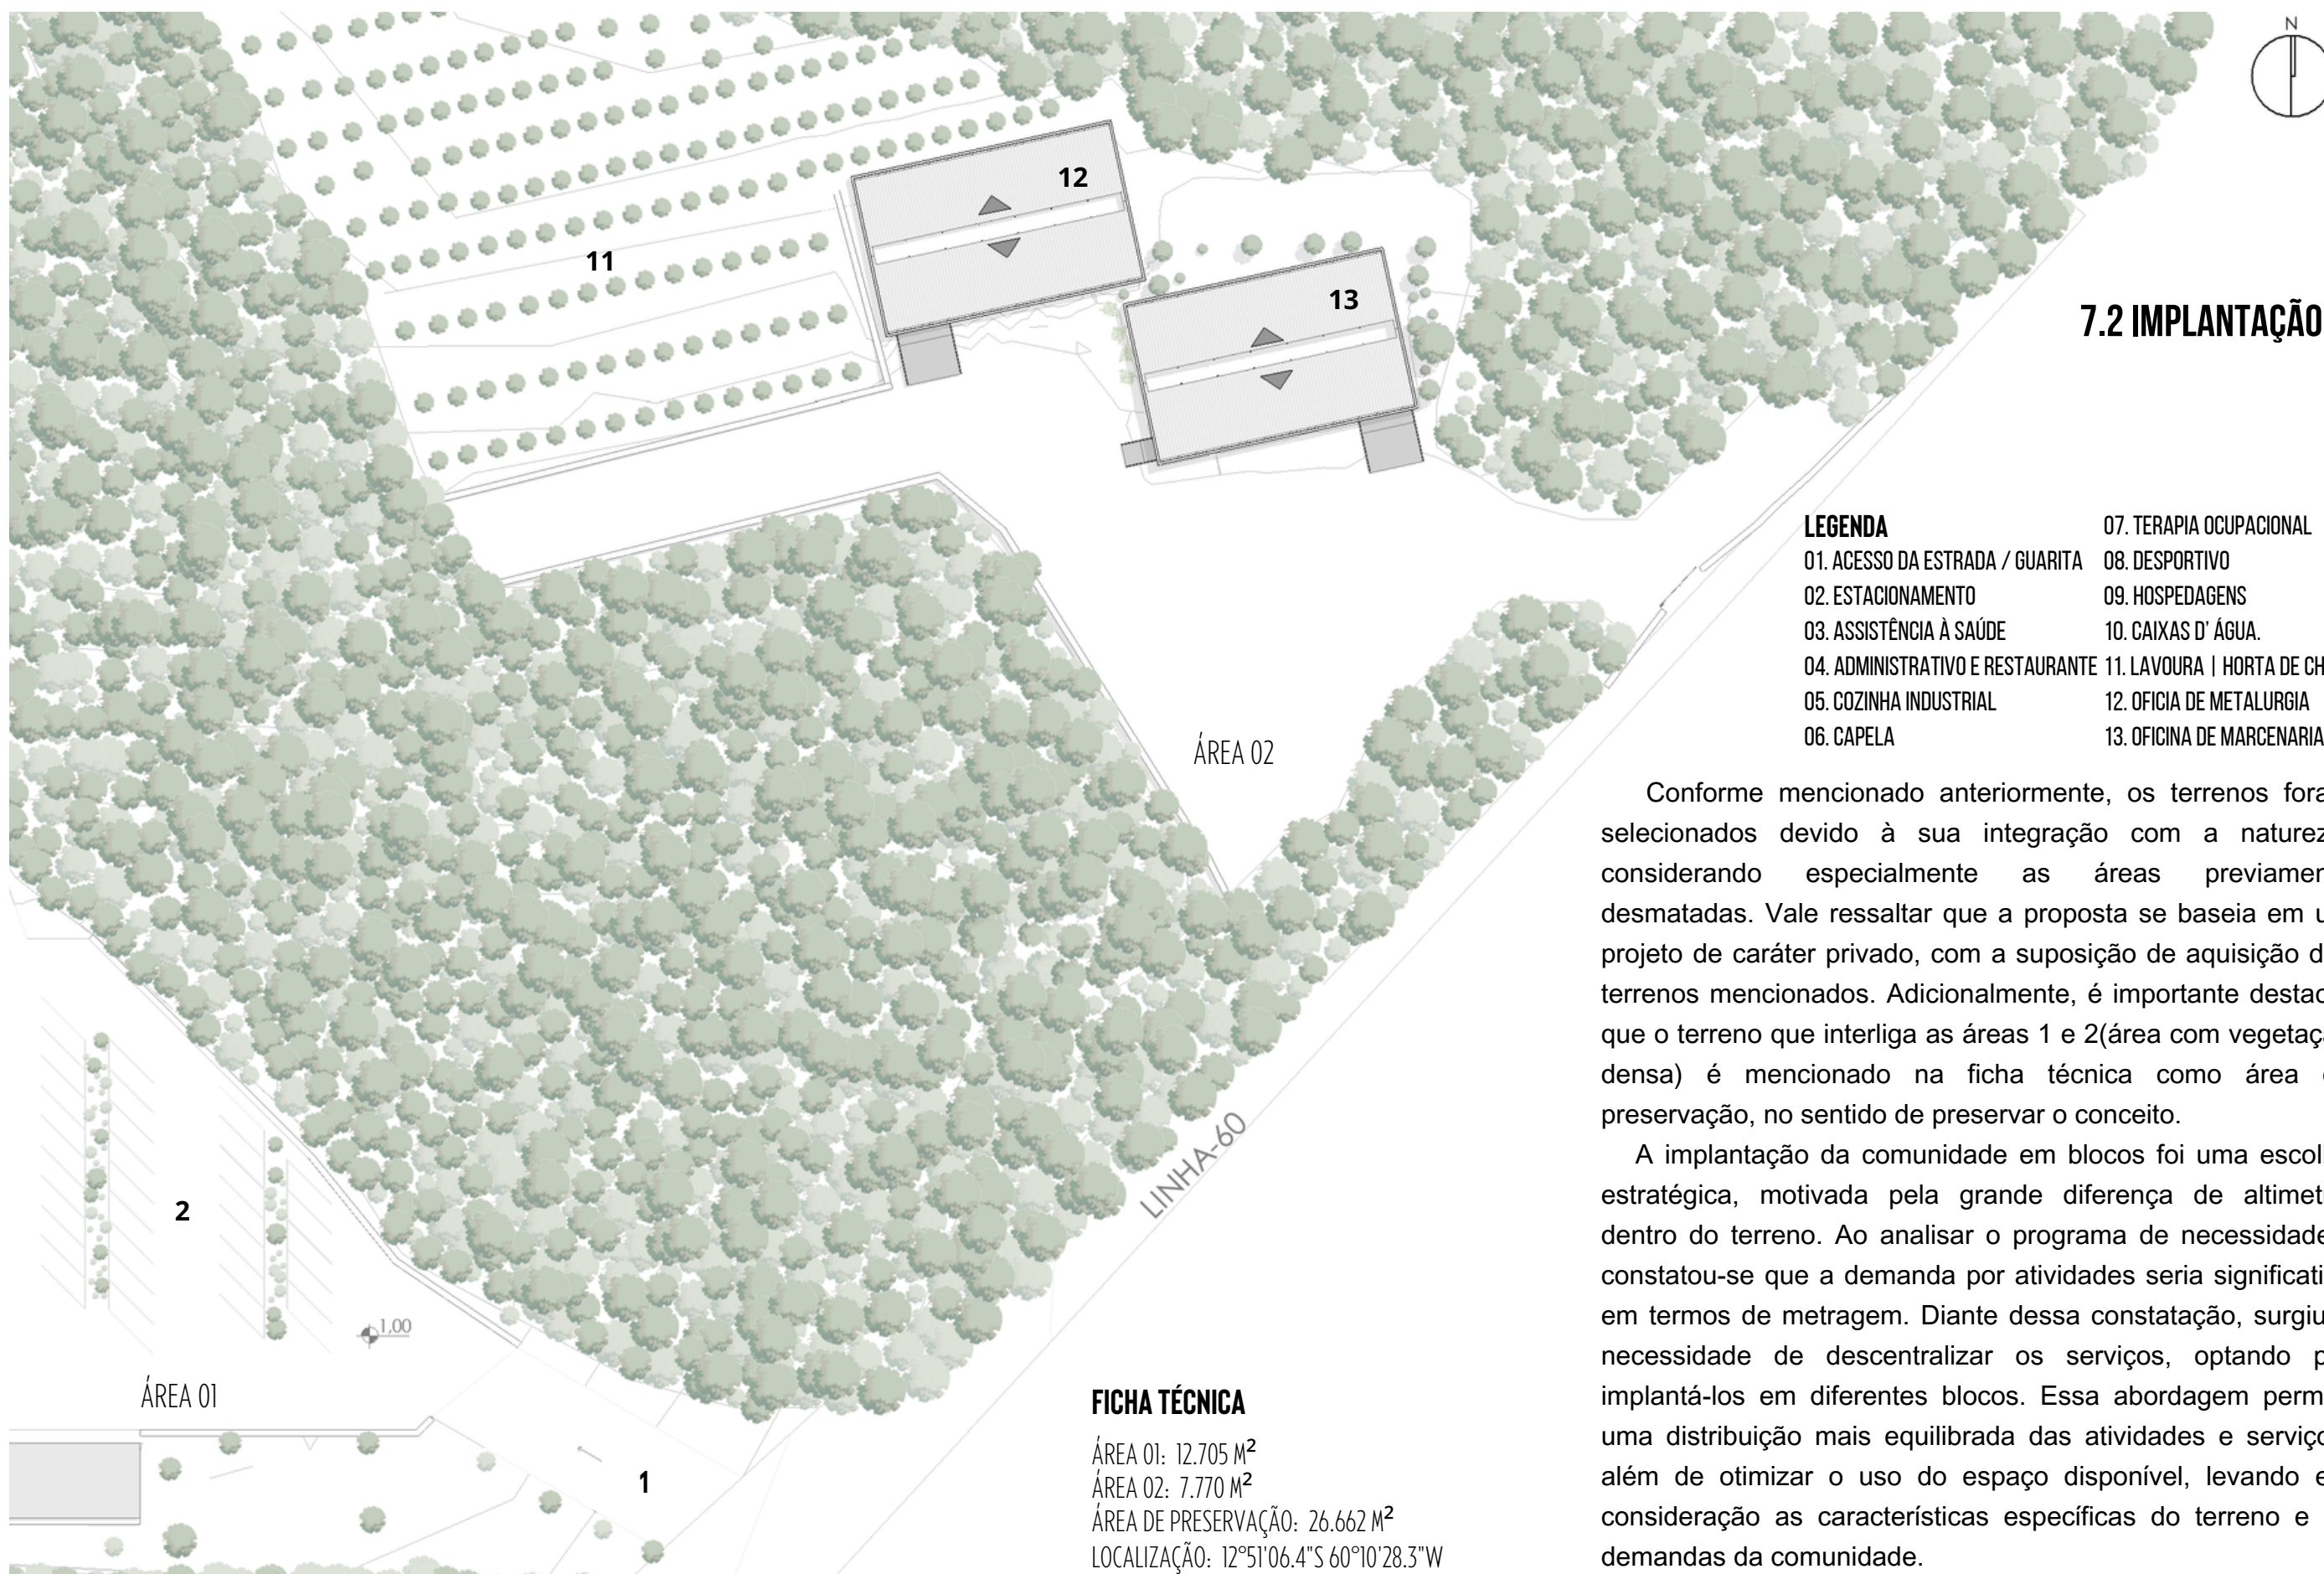 N
12
11
13
7.2 IMPLANTAÇÃO
LEGENDA
01. ACESSO DA ESTRADA / GUARITA
02. ESTACIONAMENTO
03. ASSISTÊNCIA À SAÚDE
04. ADMINISTRATIVO E RESTAURANTE
05. COZINHA INDUSTRIAL
06. CAPELA
07. TERAPIA OCUPACIONAL
08. DESPORTIVO
09. HOSPEDAGENS
10. CAIXAS D' ÁGUA.
11. LAVOURA | HORTA DE CH
12. OFICIA DE METALURGIA
13. OFICINA DE MARCENARIA
ÁREA 02
Conforme mencionado anteriormente, os terrenos fora
selecionados devido à sua integração com a naturez
considerando especialmente as áreas previamen
desmatadas. Vale ressaltar que a proposta se baseia em u
projeto de caráter privado, com a suposição de aquisição d
terrenos mencionados. Adicionalmente, é importante destac
que o terreno que interliga as áreas 1 e 2(área com vegetaç
densa) é mencionado na ficha técnica como área
preservação, no sentido de preservar o conceito.
A implantação da comunidade em blocos foi uma escol
estratégica, motivada pela grande diferença de altimet
dentro do terreno. Ao analisar o programa de necessidade
constatou-se que a demanda por atividades seria significati
em termos de metragem. Diante dessa constatação, surgiu
necessidade de descentralizar os serviços, optando p
implantá-los em diferentes blocos. Essa abordagem perm
uma distribuição mais equilibrada das atividades e serviço
além de otimizar o uso do espaço disponível, levando e
consideração as características específicas do terreno e
demandas da comunidade.
LINHA-60
2
1,00
ÁREA 01
1
FICHA TÉCNICA
ÁREA 01: 12.705 M²
ÁREA 02: 7.770 M²
ÁREA DE PRESERVAÇÃO: 26.662 M²
LOCALIZAÇÃO: 12°51'06.4"S 60°10'28.3"W